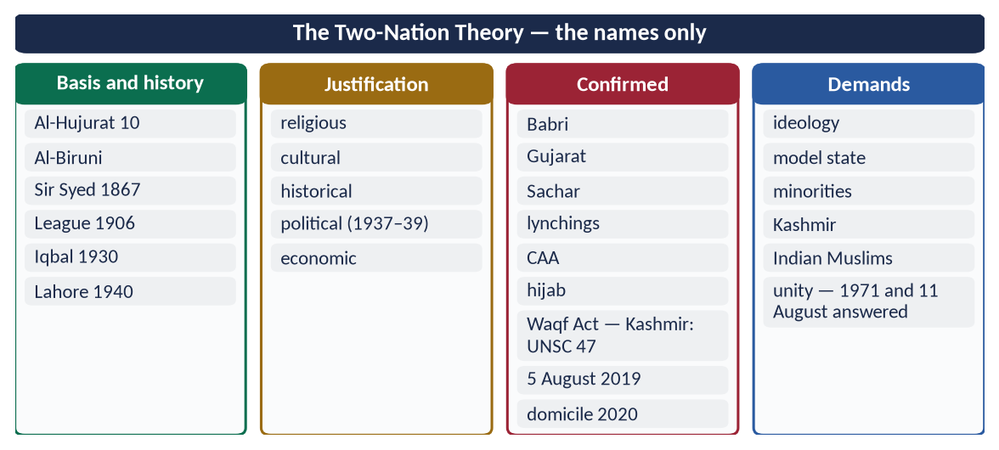 The Two-Nation Theory — the names only
Basis and history
Al-Hujurat 10
Al-Biruni
Sir Syed 1867
League 1906
Iqbal 1930
Lahore 1940
Justification
religious
cultural
historical
political (1937–39)
economic
Confirmed
Babri
Gujarat
Sachar
lynchings
CAA
hijab
Waqf Act — Kashmir:
UNSC 47
5 August 2019
domicile 2020
Demands
ideology
model state
minorities
Kashmir
Indian Muslims
unity — 1971 and 11
August answered